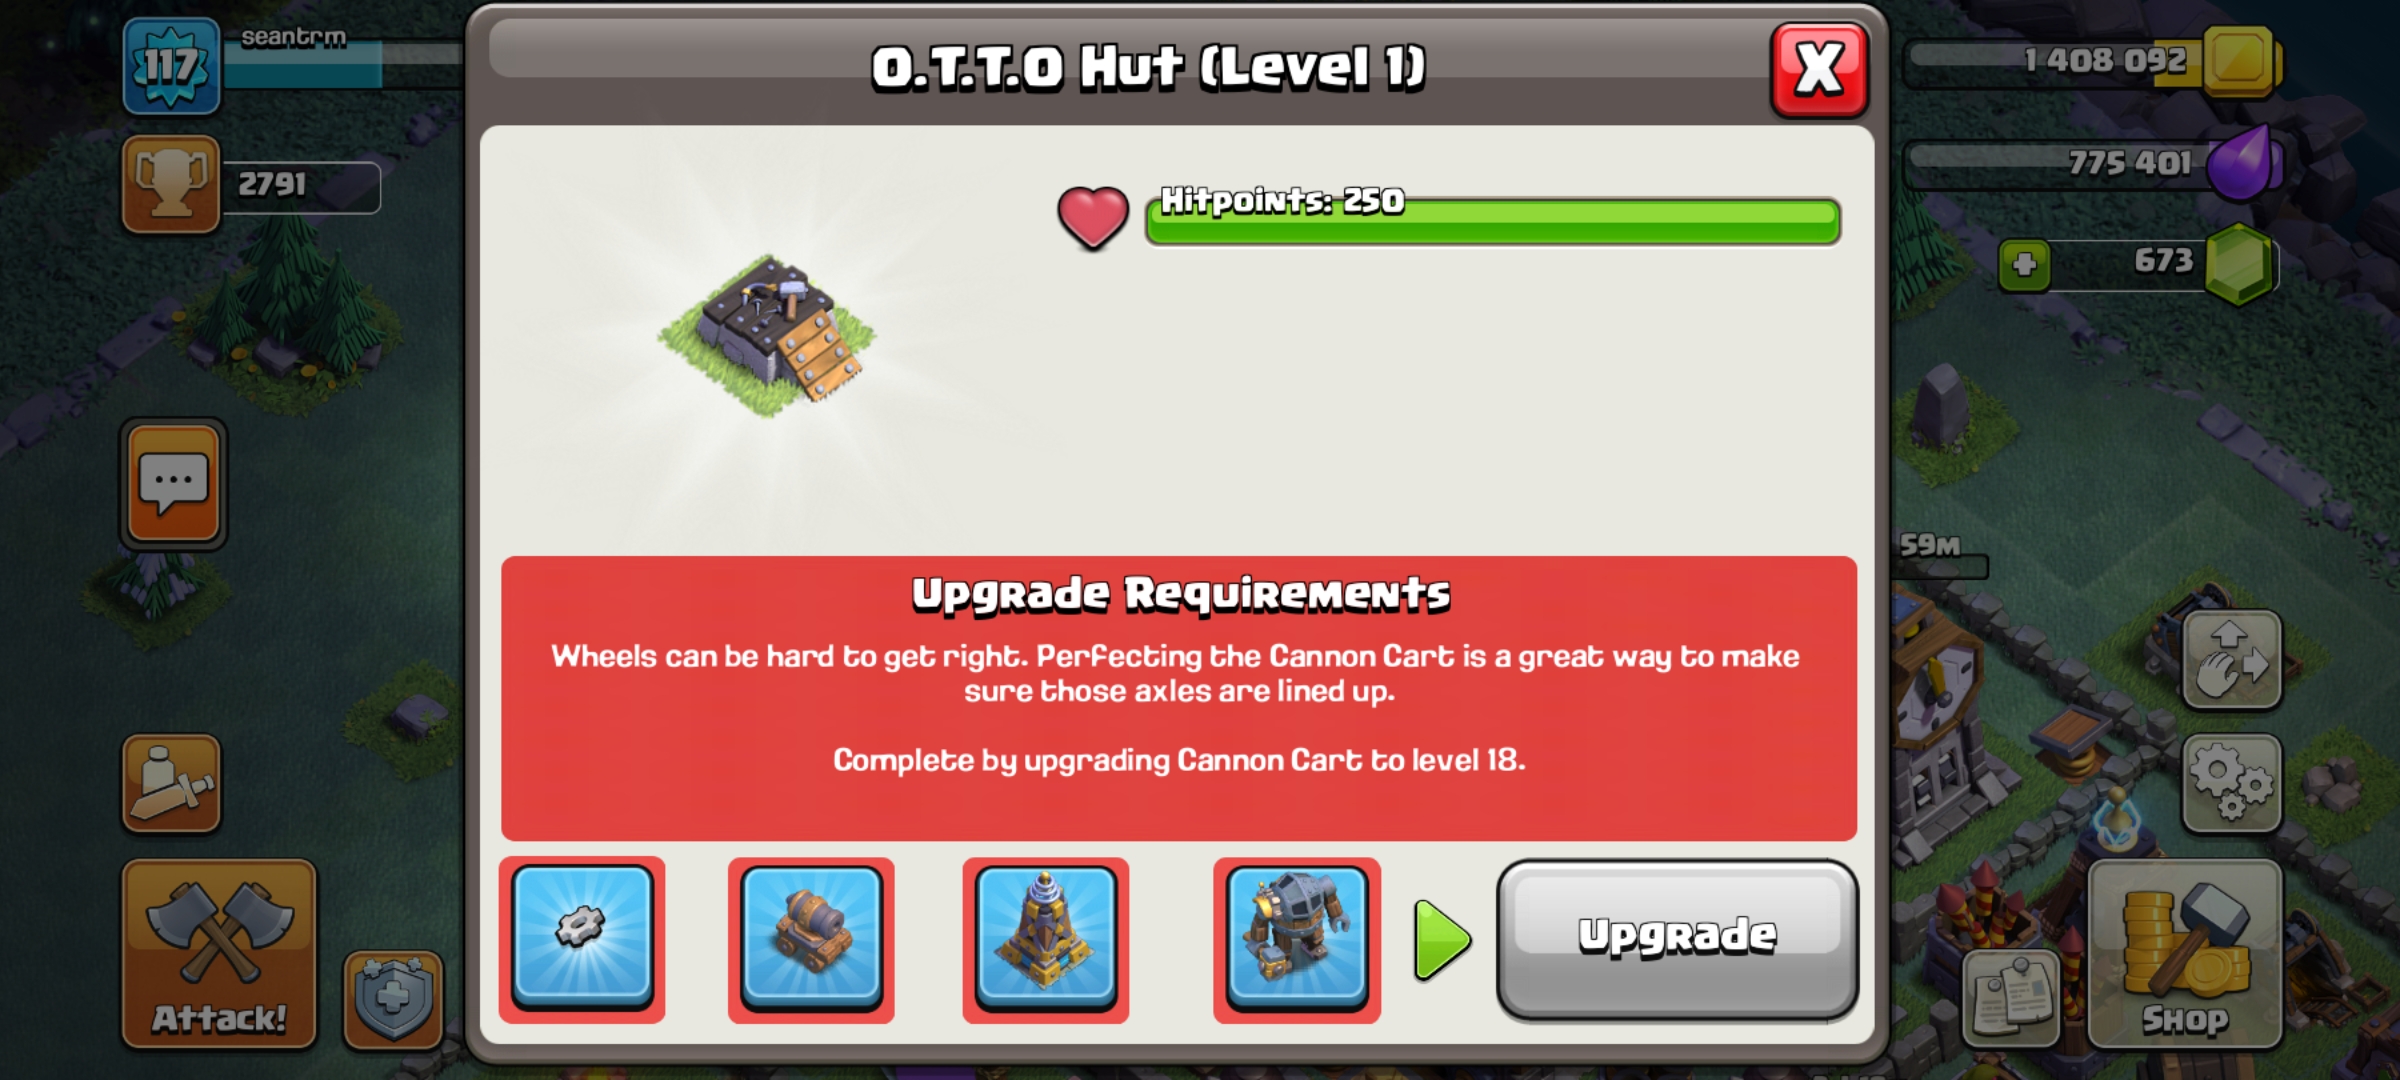 117
seantrm
O.T.T.O Hut (Level 1)
X
1 408 092
2791
775 401
Hitpoints: 250
673
59M
Upgrade Requirements
Wheels can be hard to get right. Perfecting the Cannon Cart is a great way to make
sure those axles are lined up.
Complete by upgrading Cannon Cart to level 18.
Upgrade
Attack!
Shop